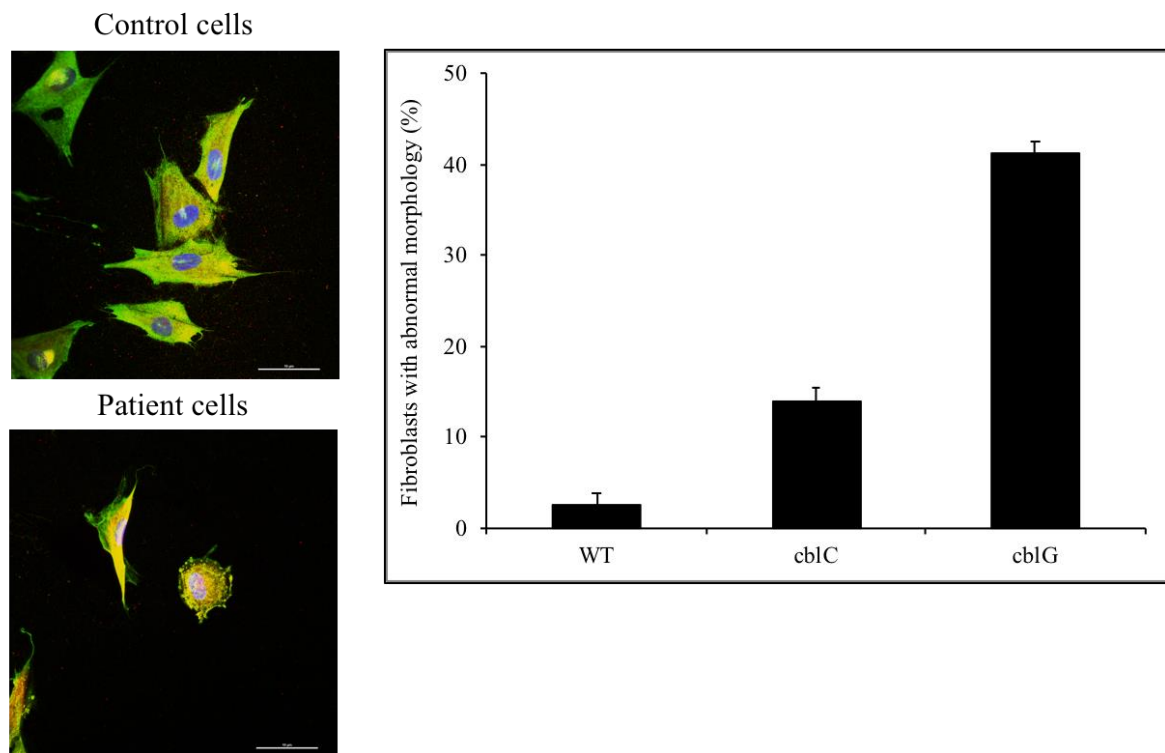 Control cells
Patient cells
Fibroblasts with abnormal morphology (%)
50
40
30
20
10
0
WT
cblC
cblG